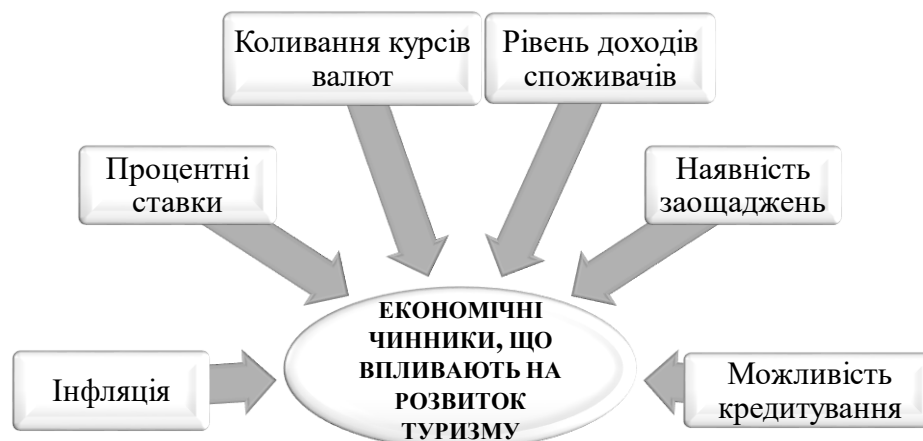 Коливання курсів
валют
Рівень доходів
споживачів
Процентні
ставки
Наявність
заощаджень
Інфляція
ЕКОНОМІЧНІ
ЧИННИКИ, ЩО
ВПЛИВАЮТЬ НА
РОЗВИТОК
ТУРИЗМУ
Можливість
кредитування